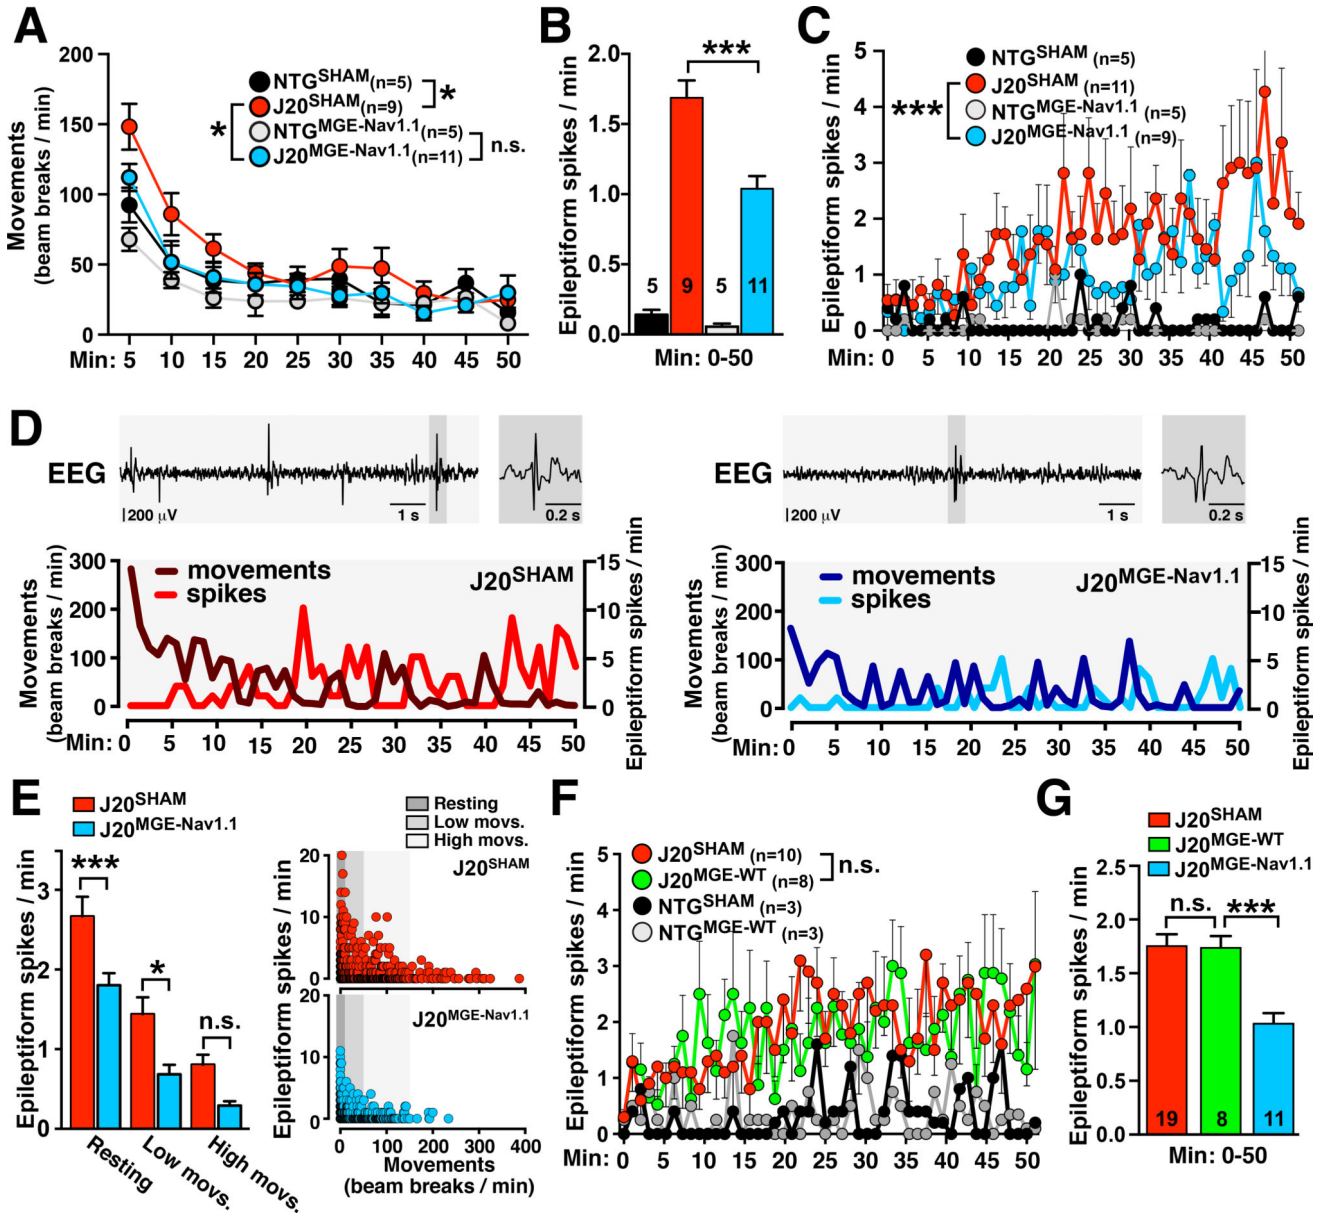 A
Movements
(beam breaks / min)
200
150
100
50
0
Min: 5 10 15 20 25 30 35 40 45 50
NTG^SHAM (n=5)
J20^SHAM (n=9)
NTG^MGE-Nav1.1 (n=5)
J20^MGE-Nav1.1 (n=11)
*
*
n.s.
B
Epileptiform spikes / min
2.0
1.5
1.0
0.5
0.0
***
5 9 5 11
Min: 0-50
C
Epileptiform spikes / min
5
4
3
2
1
0
NTG^SHAM (n=5)
J20^SHAM (n=11)
NTG^MGE-Nav1.1 (n=5)
J20^MGE-Nav1.1 (n=9)
***
Min: 0 5 10 15 20 25 30 35 40 45 50
D
EEG
200 µV
1 s
0.2 s
EEG
200 µV
1 s
0.2 s
Movements
(beam breaks / min)
300
200
100
0
movements
spikes
J20^SHAM
15
10
5
0
Epileptiform spikes / min
Min: 0 5 10 15 20 25 30 35 40 45 50
Movements
(beam breaks / min)
300
200
100
0
movements
spikes
J20^MGE-Nav1.1
15
10
5
0
Epileptiform spikes / min
Min: 0 5 10 15 20 25 30 35 40 45 50
E
J20^SHAM
J20^MGE-Nav1.1
Epileptiform spikes / min
3
2
1
0
***
*
n.s.
Resting
Low movs.
High movs.
Resting
Low movs.
High movs.
Epileptiform spikes / min
20
10
0
J20^SHAM
0 100 200 300 400
20
10
0
J20^MGE-Nav1.1
0 100 200 300 400
Movements
(beam breaks / min)
F
Epileptiform spikes / min
5
4
3
2
1
0
J20^SHAM (n=10)
J20^MGE-WT (n=8)
NTG^SHAM (n=3)
NTG^MGE-WT (n=3)
n.s.
Min: 0 5 10 15 20 25 30 35 40 45 50
G
J20^SHAM
J20^MGE-WT
J20^MGE-Nav1.1
Epileptiform spikes / min
2.5
2.0
1.5
1.0
0.5
0.0
n.s.
***
19 8 11
Min: 0-50